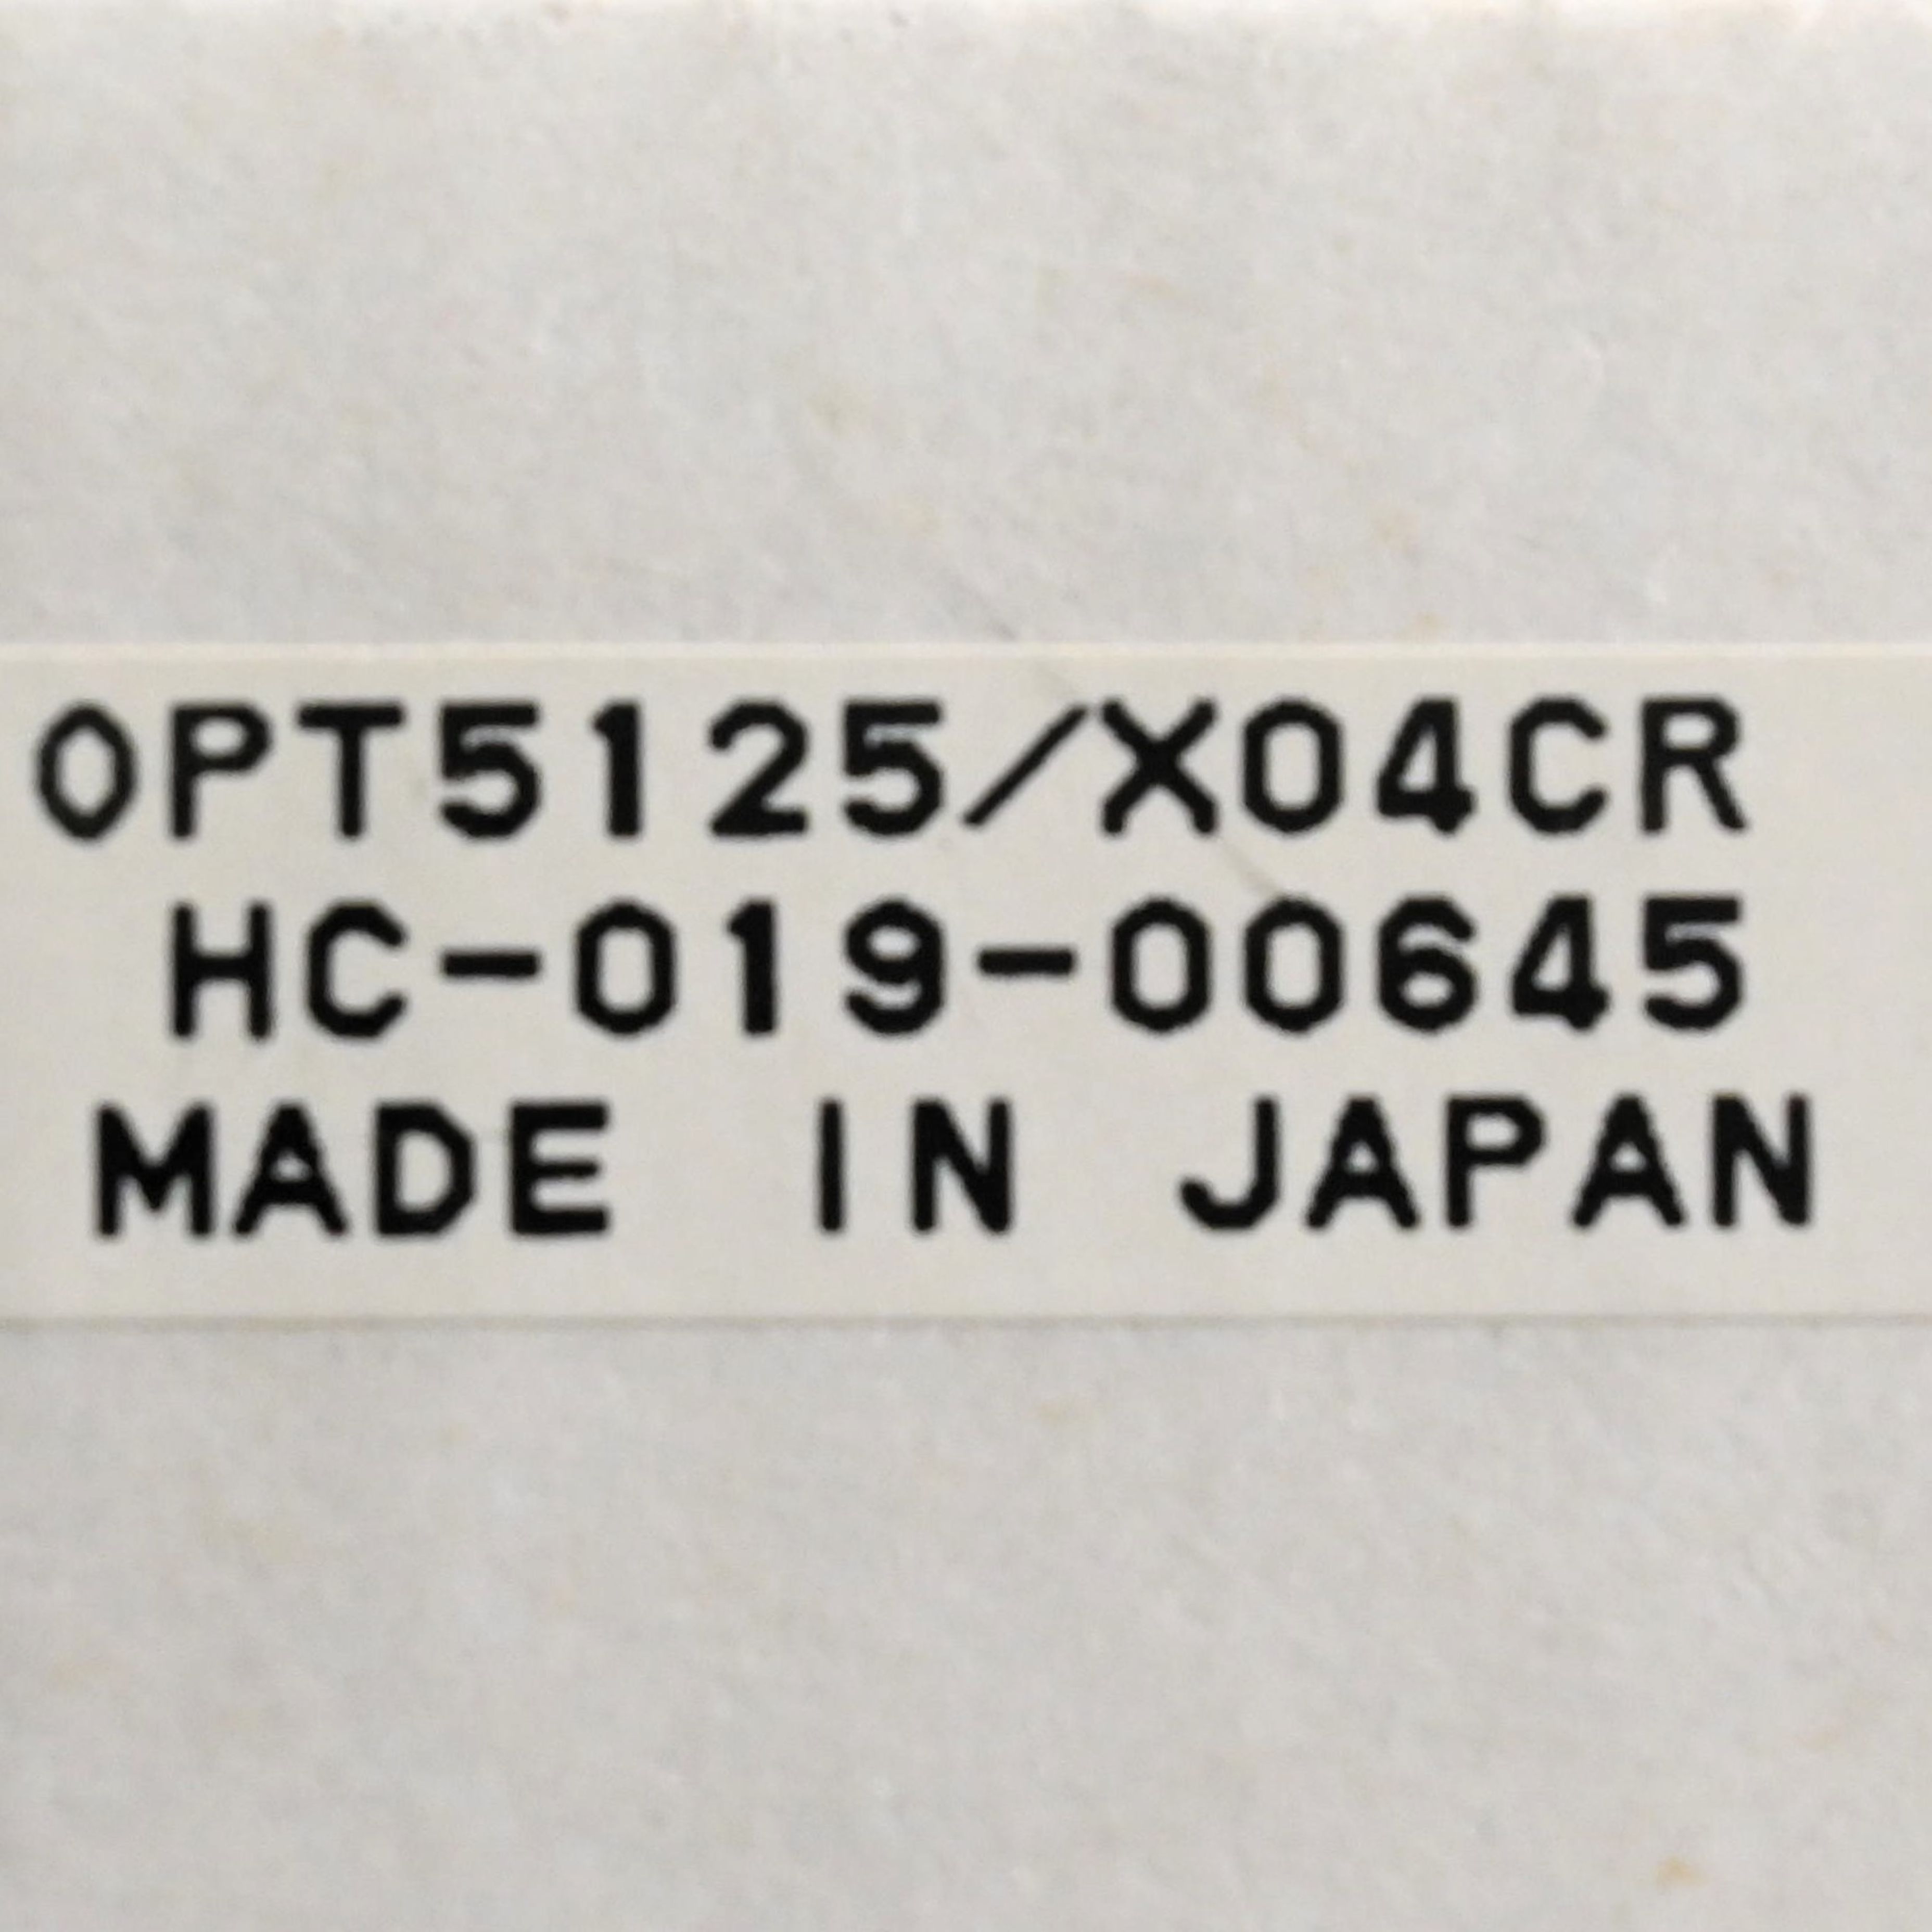 OPT5125/X04CR
HC-019-00645
MADE IN JAPAN